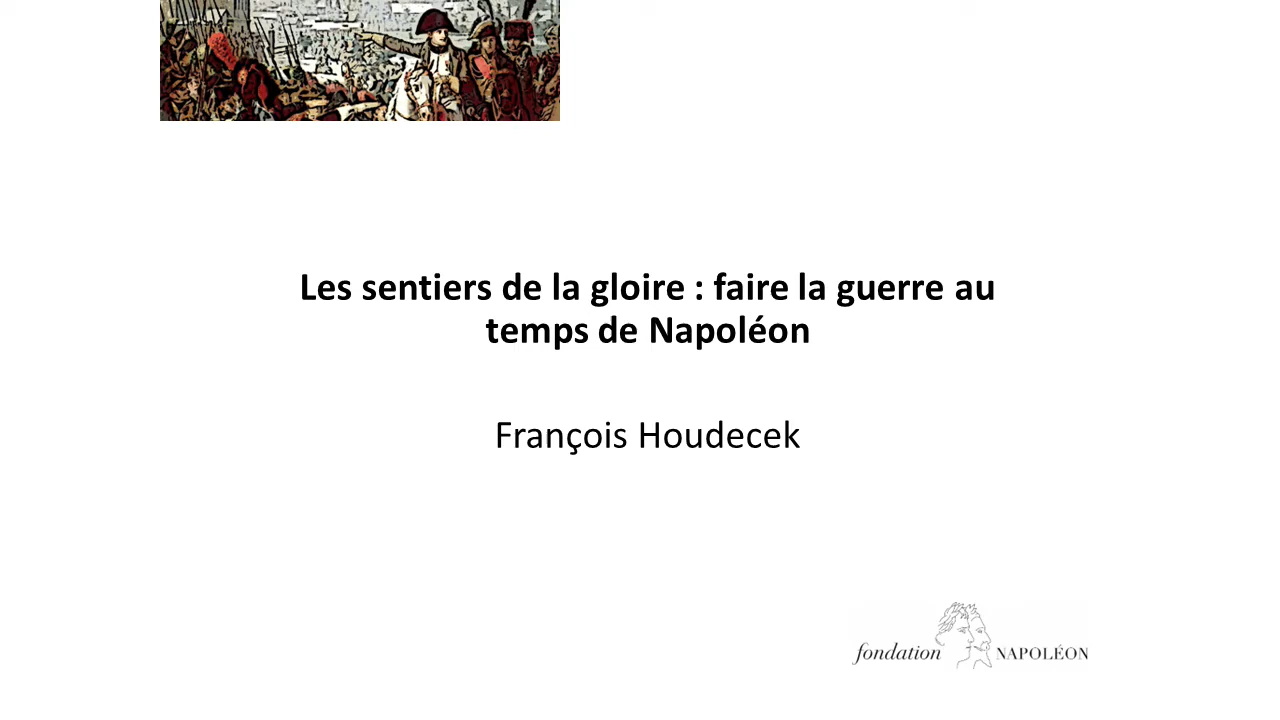 Les sentiers de la gloire : faire la guerre au
temps de Napoléon
François Houdecek
fondation NAPOLÉON